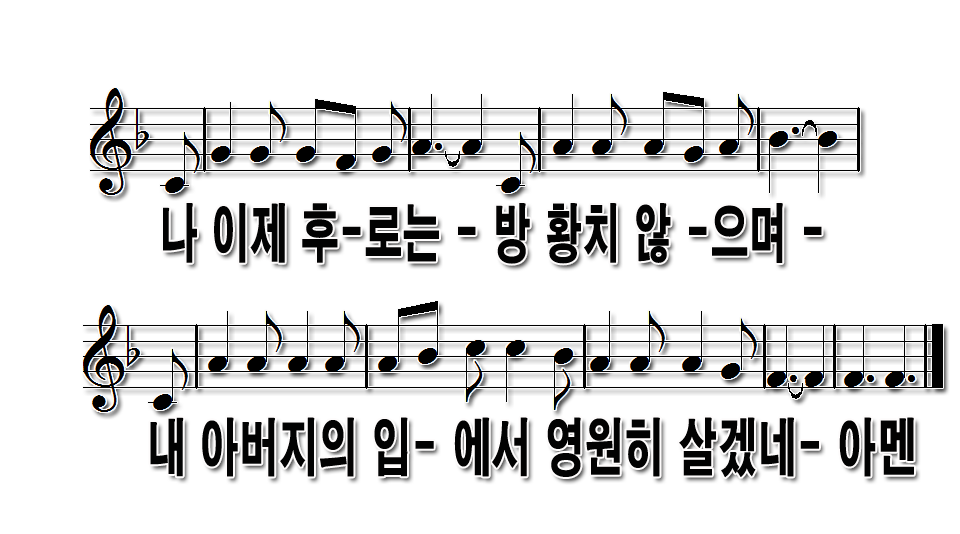 나 이제 후-로는 - 방 황치 않 -으며 -
내 아버지의 입- 에서 영원히 살겠네- 아멘